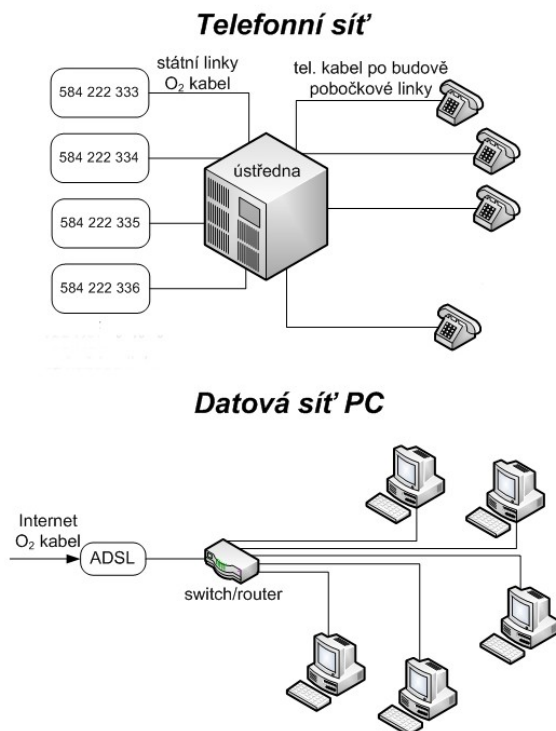 Telefonní síť
státní linky
O₂ kabel
tel. kabel po budově
pobočkové linky
584 222 333
584 222 334
584 222 335
584 222 336
ústředna
Datová síť PC
Internet
O₂ kabel
ADSL
switch/router